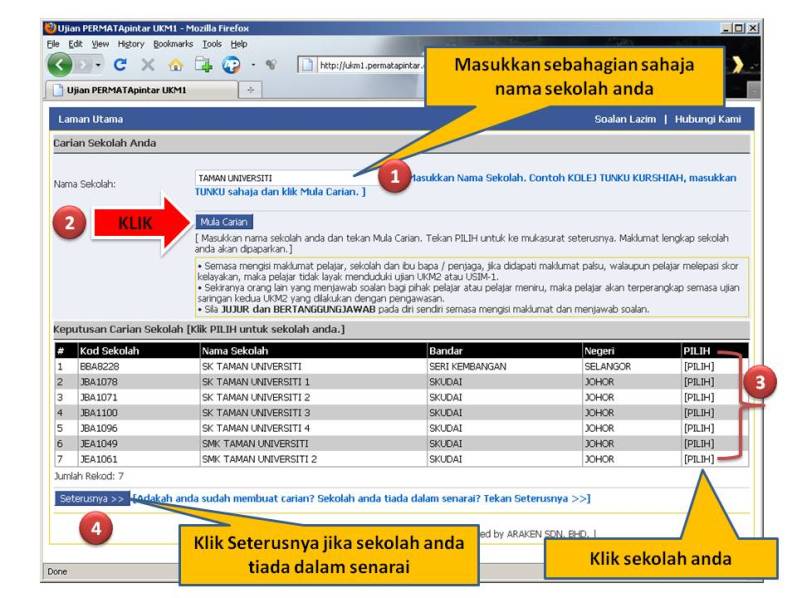 Ujian PERMATApintar UKM1 - Mozilla Firefox
File Edit View History Bookmarks Tools Help
http://ukm1.permatapintar.
Masukkan sebahagian sahaja
nama sekolah anda
Ujian PERMATApintar UKM1
Laman Utama Soalan Lazim | Hubungi Kami
Carian Sekolah Anda
Nama Sekolah: TAMAN UNIVERSITI 1 Masukkan Nama Sekolah. Contoh KOLEJ TUNKU KURSHIAH, masukkan
TUNKU sahaja dan klik Mula Carian. ]
2 KLIK Mula Carian
[ Masukkan nama sekolah anda dan tekan Mula Carian. Tekan PILIH untuk ke mukasurat seterusnya. Maklumat lengkap sekolah
anda akan dipaparkan.]
• Semasa mengisi maklumat pelajar, sekolah dan ibu bapa / penjaga, jika didapati maklumat palsu, walaupun pelajar melepasi skor
kelayakan, maka pelajar tidak layak menduduki ujian UKM2 atau USIM-1.
• Sekiranya orang lain yang menjawab soalan bagi pihak pelajar atau pelajar meniru, maka pelajar akan terperangkap semasa ujian
saringan kedua UKM2 yang dilakukan dengan pengawasan.
• Sila JUJUR dan BERTANGGUNGJAWAB pada diri sendiri semasa mengisi maklumat dan menjawab soalan.
Keputusan Carian Sekolah [Klik PILIH untuk sekolah anda.]
# Kod Sekolah Nama Sekolah Bandar Negeri PILIH
1 BBA8228 SK TAMAN UNIVERSITI SERI KEMBANGAN SELANGOR [PILIH]
2 JBA1078 SK TAMAN UNIVERSITI 1 SKUDAI JOHOR [PILIH]
3 JBA1071 SK TAMAN UNIVERSITI 2 SKUDAI JOHOR [PILIH]
4 JBA1100 SK TAMAN UNIVERSITI 3 SKUDAI JOHOR [PILIH]
5 JBA1096 SK TAMAN UNIVERSITI 4 SKUDAI JOHOR [PILIH]
6 JEA1049 SMK TAMAN UNIVERSITI SKUDAI JOHOR [PILIH]
7 JEA1061 SMK TAMAN UNIVERSITI 2 SKUDAI JOHOR [PILIH]
3
Jumlah Rekod: 7
Seterusnya >> [Adakah anda sudah membuat carian? Sekolah anda tiada dalam senarai? Tekan Seterusnya >>]
4
Klik Seterusnya jika sekolah anda
tiada dalam senarai
by ARAKEN SDN. BHD. ]
Klik sekolah anda
Done